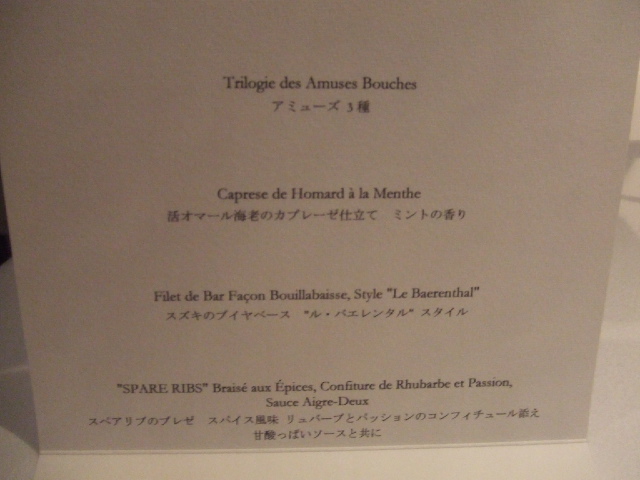 Trilogie des Amuses Bouches
アミューズ 3種
Caprese de Homard à la Menthe
活オマール海老のカプレーゼ仕立て ミントの香り
Filet de Bar Façon Bouillabaisse, Style "Le Baerenthal"
スズキのブイヤベース "ル・バエレンタル" スタイル
"SPARE RIBS" Braisé aux Épices, Confiture de Rhubarbe et Passion,
Sauce Aigre-Deux
スペアリブのブレゼ スパイス風味 リュバーブとパッションのコンフィチュール添え
甘酸っぱいソースと共に